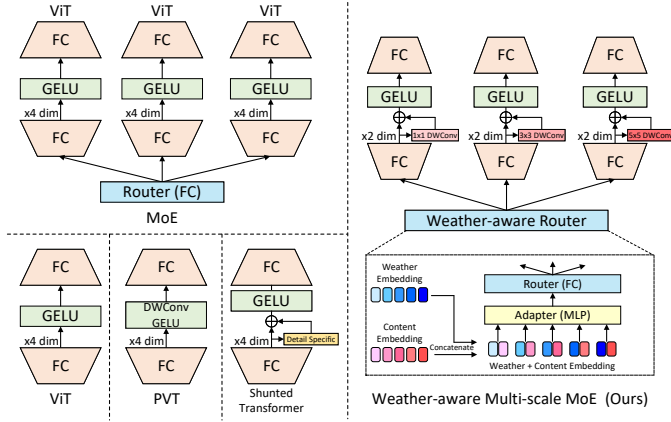 ViT ViT ViT
FC FC FC
GELU GELU GELU
x4 dim x4 dim x4 dim
FC FC FC
Router (FC)
MoE
FC FC FC
GELU DWConv GELU GELU
x4 dim x4 dim x4 dim Detail Specific
FC FC FC
ViT PVT Shunted Transformer
FC FC FC
GELU GELU GELU
x2 dim 1x1 DWConv x2 dim 3x3 DWConv x2 dim 5x5 DWConv
FC FC FC
Weather-aware Router
Weather
Embedding
Router (FC)
Adapter (MLP)
Content
Embedding
Concatenate
Weather + Content Embedding
Weather-aware Multi-scale MoE (Ours)